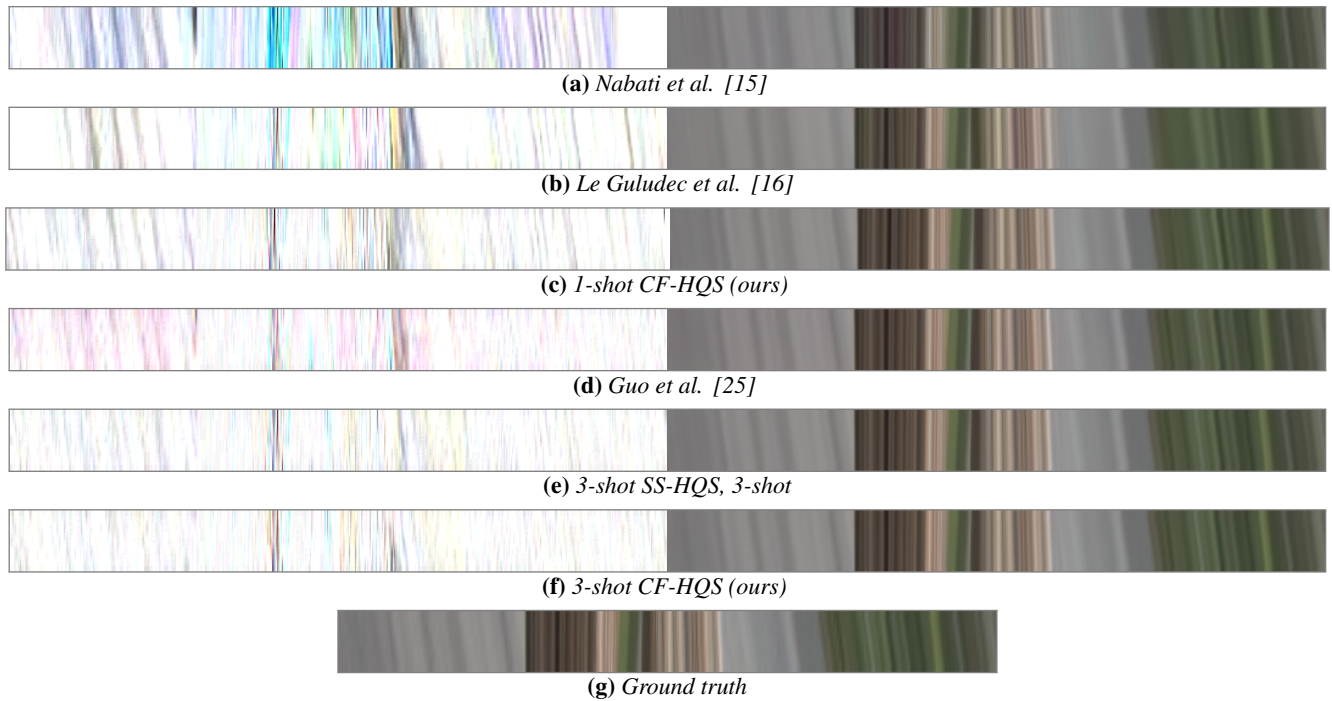 (a) Nabati et al. [15]
(b) Le Guludec et al. [16]
(c) 1-shot CF-HQS (ours)
(d) Guo et al. [25]
(e) 3-shot SS-HQS, 3-shot
(f) 3-shot CF-HQS (ours)
(g) Ground truth